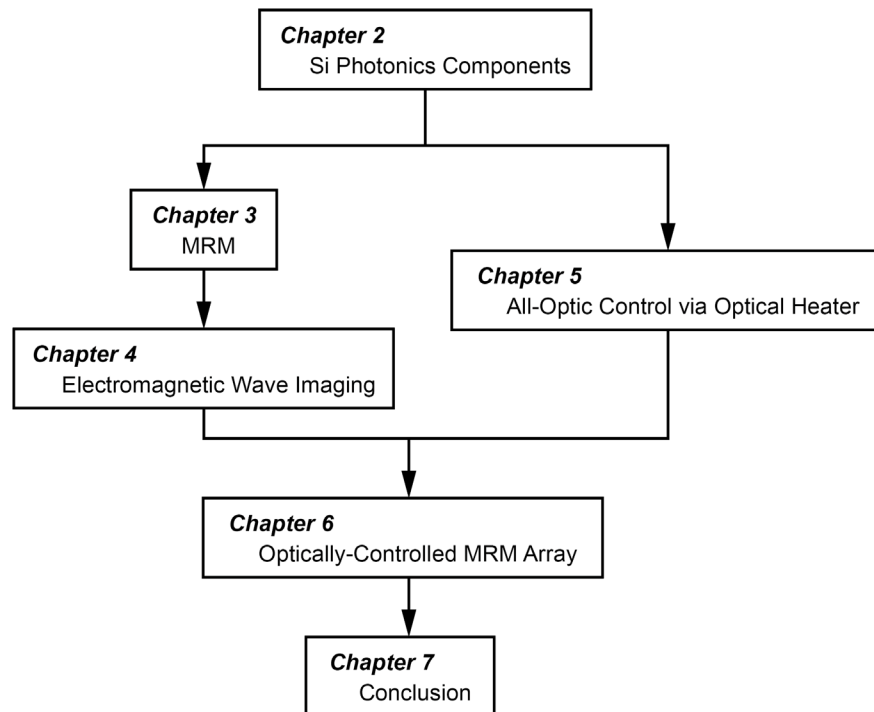 Chapter 2
Si Photonics Components
Chapter 3
MRM
Chapter 4
Electromagnetic Wave Imaging
Chapter 5
All-Optic Control via Optical Heater
Chapter 6
Optically-Controlled MRM Array
Chapter 7
Conclusion